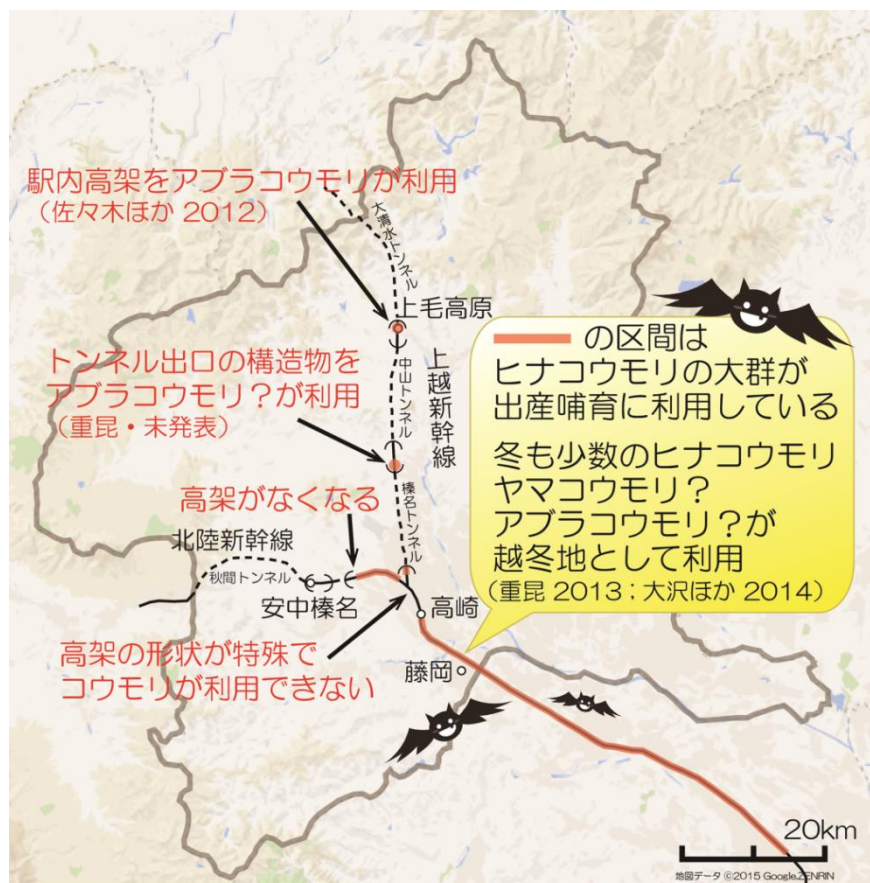 駅内高架をアブラコウモリが利用
（佐々木ほか 2012）
大清水トンネル
上毛高原
トンネル出口の構造物を
アブラコウモリ？が利用
（重昆・未発表）
中山トンネル
上越新幹線
の区間は
ヒナコウモリの大群が
出産哺育に利用している
冬も少数のヒナコウモリ
ヤマコウモリ？
アブラコウモリ？が
越冬地として利用
（重昆 2013；大沢ほか 2014）
高架がなくなる
榛名トンネル
北陸新幹線
秋間トンネル
安中榛名
高崎
高架の形状が特殊で
コウモリが利用できない
藤岡
20km
地図データ ©2015 Google,ZENRIN